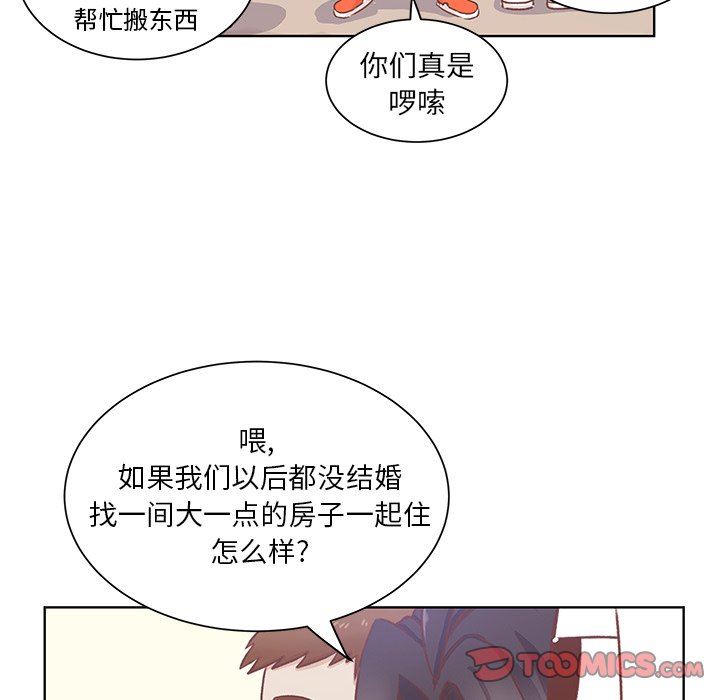 帮忙搬东西
你们真是
啰嗦
喂,
如果我们以后都没结婚
找一间大一点的房子一起住
怎么样?
TOOMICS.COM